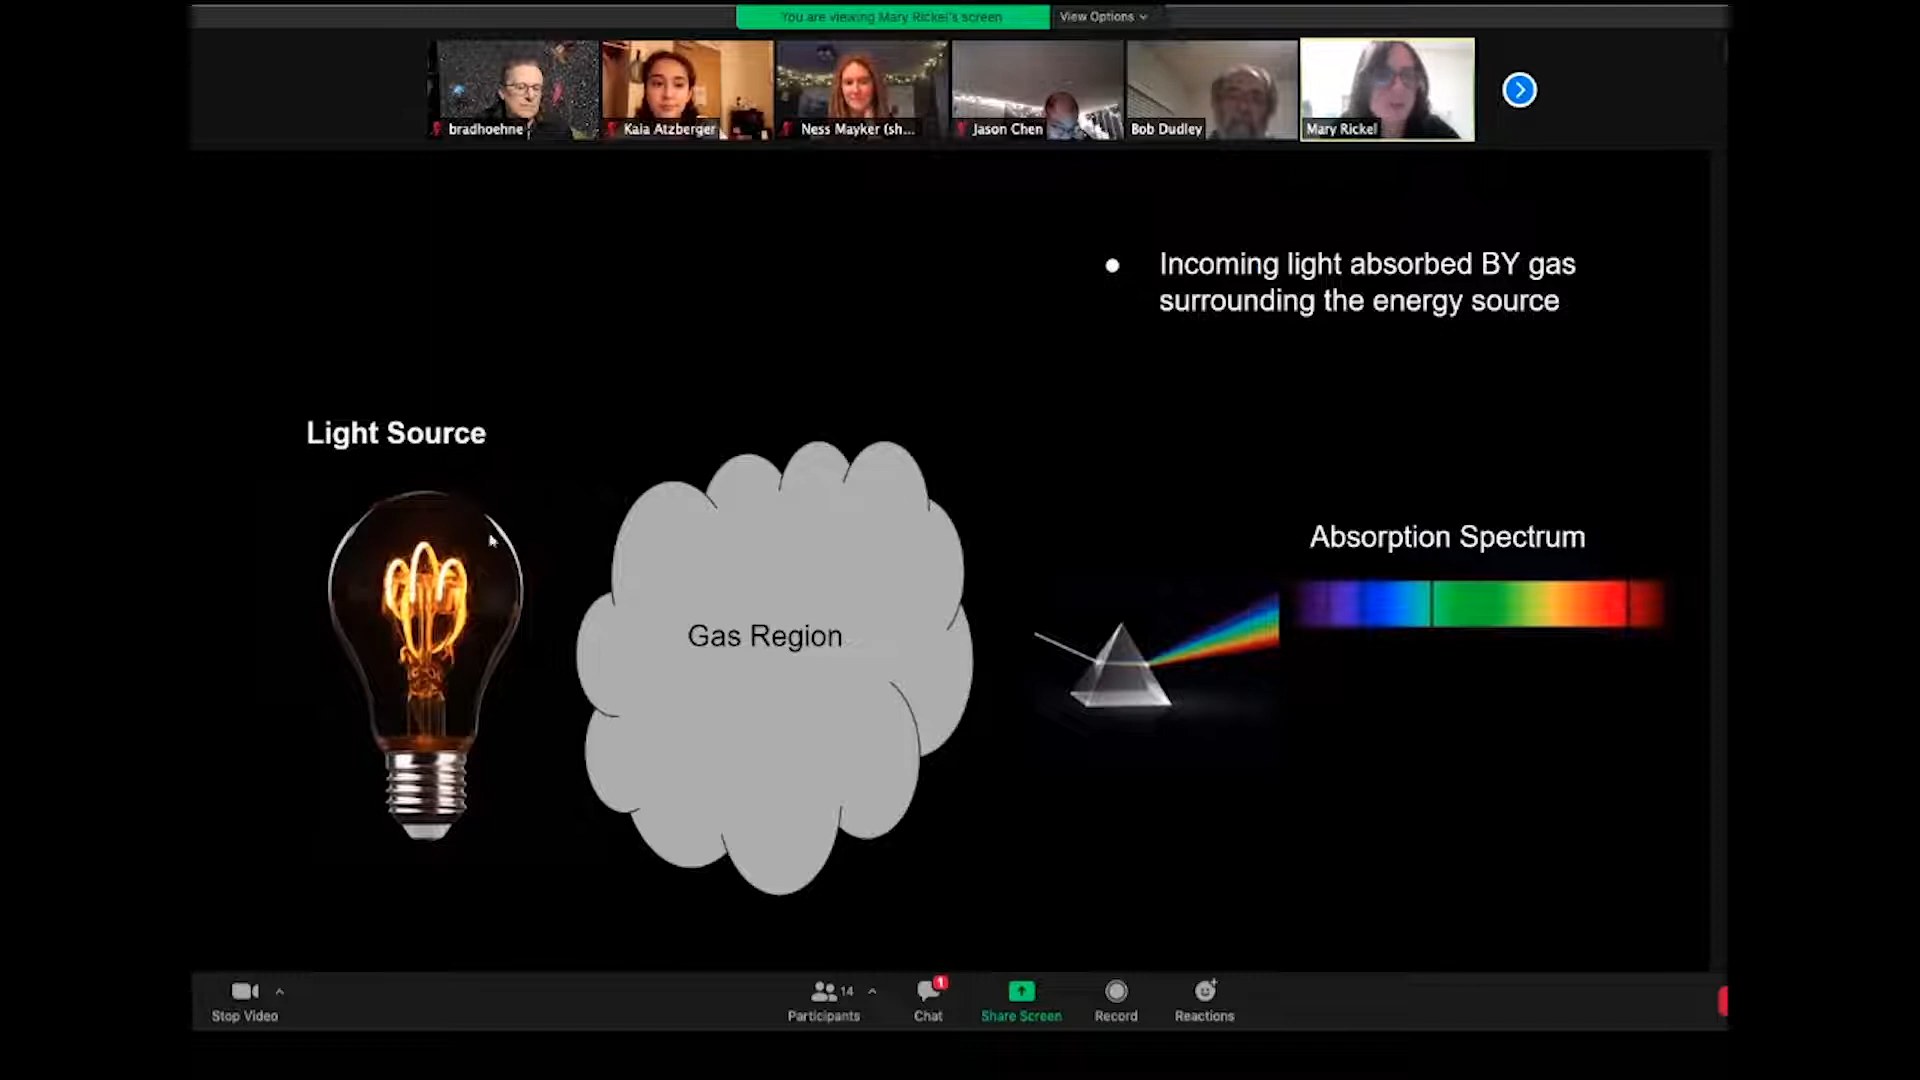 You are viewing Mary Rickel's screen
View Options
bradhoehne
Kaia Atzberger
Ness Mayker (sh...
Jason Chen
Bob Dudley
Mary Rickel
Incoming light absorbed BY gas
surrounding the energy source
Light Source
Gas Region
Absorption Spectrum
Stop Video
14
Participants
1
Chat
Share Screen
Record
Reactions